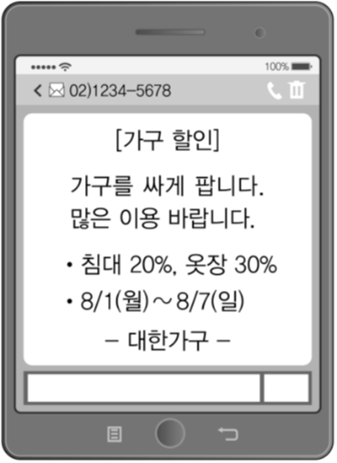 100%
02)1234-5678
[가구 할인]
가구를 싸게 팝니다.
많은 이용 바랍니다.
• 침대 20%, 옷장 30%
• 8/1(월)～8/7(일)
– 대한가구 –